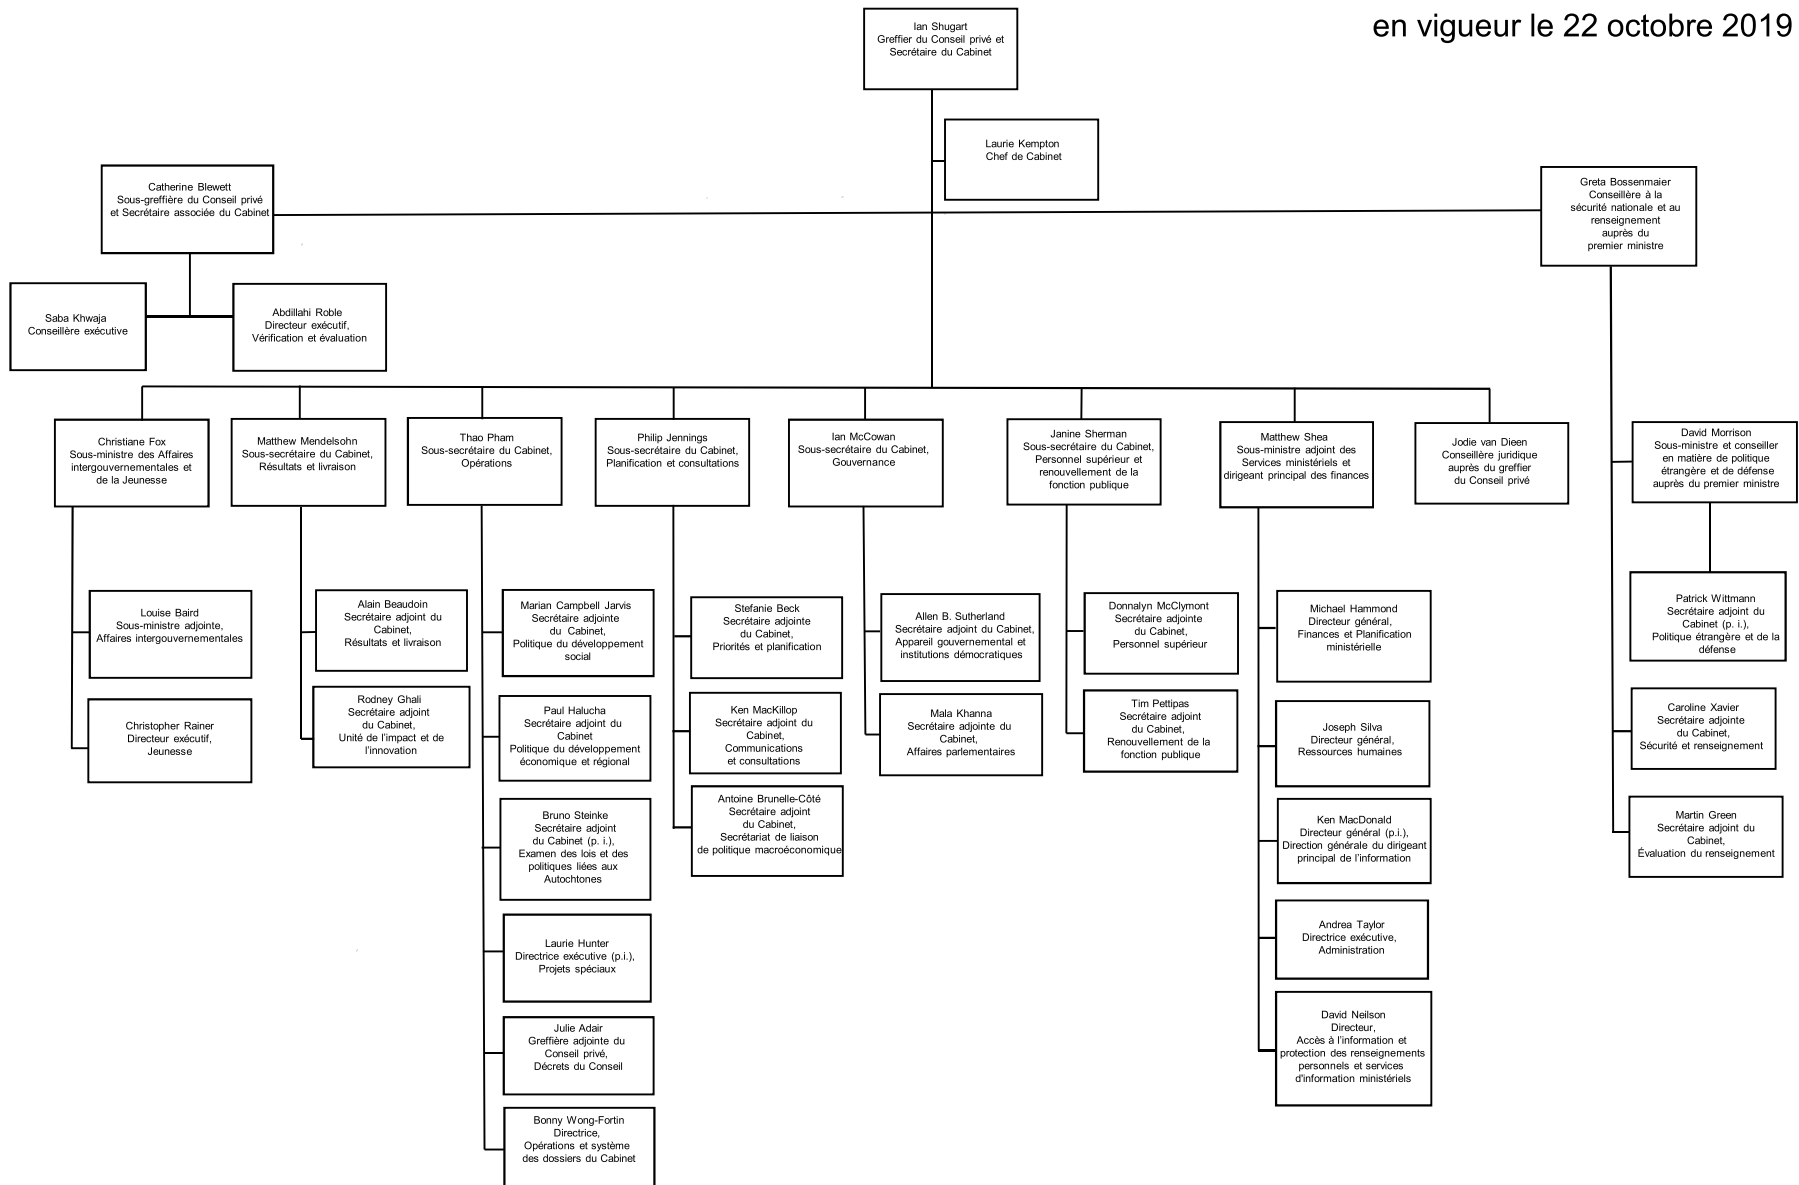 en vigueur le 22 octobre 2019
Ian Shugart
Greffier du Conseil privé et
Secrétaire du Cabinet
Laurie Kempton
Chef de Cabinet
Catherine Blewett
Sous-greffière du Conseil privé
et Secrétaire associée du Cabinet
Greta Bossenmaier
Conseillère à la
sécurité nationale et au
renseignement
auprès du
premier ministre
Saba Khwaja
Conseillère exécutive
Abdillahi Roble
Directeur exécutif,
Vérification et évaluation
Christiane Fox
Sous-ministre des Affaires
intergouvernementales et
de la Jeunesse
Matthew Mendelsohn
Sous-secrétaire du Cabinet,
Résultats et livraison
Thao Pham
Sous-secrétaire du Cabinet,
Opérations
Philip Jennings
Sous-secrétaire du Cabinet,
Planification et consultations
Ian McCowan
Sous-secrétaire du Cabinet,
Gouvernance
Janine Sherman
Sous-secrétaire du Cabinet,
Personnel supérieur et
renouvellement de la
fonction publique
Matthew Shea
Sous-ministre adjoint des
Services ministériels et
dirigeant principal des finances
Jodie van Dieen
Conseillère juridique
auprès du greffier
du Conseil privé
David Morrison
Sous-ministre et conseiller
en matière de politique
étrangère et de défense
auprès du premier ministre
Louise Baird
Sous-ministre adjointe,
Affaires intergouvernementales
Christopher Rainer
Directeur exécutif,
Jeunesse
Alain Beaudoin
Secrétaire adjoint du
Cabinet,
Résultats et livraison
Rodney Ghali
Secrétaire adjoint
du Cabinet,
Unité de l'impact et de
l'innovation
Marian Campbell Jarvis
Secrétaire adjointe
du Cabinet,
Politique du développement
social
Paul Halucha
Secrétaire adjoint du
Cabinet
Politique du développement
économique et régional
Bruno Steinke
Secrétaire adjoint
du Cabinet (p. i.),
Examen des lois et des
politiques liées aux
Autochtones
Laurie Hunter
Directrice exécutive (p.i.),
Projets spéciaux
Julie Adair
Greffière adjointe du
Conseil privé,
Décrets du Conseil
Bonny Wong-Fortin
Directrice,
Opérations et système
des dossiers du Cabinet
Stefanie Beck
Secrétaire adjointe
du Cabinet,
Priorités et planification
Ken MacKillop
Secrétaire adjoint du
Cabinet,
Communications
et consultations
Antoine Brunelle-Côté
Secrétaire adjoint
du Cabinet,
Secrétariat de liaison
de politique macroéconomique
Allen B. Sutherland
Secrétaire adjoint du Cabinet,
Appareil gouvernemental et
institutions démocratiques
Mala Khanna
Secrétaire adjointe du
Cabinet,
Affaires parlementaires
Donnalyn McClymont
Secrétaire adjointe
du Cabinet,
Personnel supérieur
Tim Pettipas
Secrétaire adjoint
du Cabinet,
Renouvellement de la
fonction publique
Michael Hammond
Directeur général,
Finances et Planification
ministérielle
Joseph Silva
Directeur général,
Ressources humaines
Ken MacDonald
Directeur général (p.i.),
Direction générale du dirigeant
principal de l'information
Andrea Taylor
Directrice exécutive,
Administration
David Neilson
Directeur,
Accès à l'information et
protection des renseignements
personnels et services
d'information ministériels
Patrick Wittmann
Secrétaire adjoint du
Cabinet (p. i.),
Politique étrangère et de la
défense
Caroline Xavier
Secrétaire adjointe
du Cabinet,
Sécurité et renseignement
Martin Green
Secrétaire adjoint du
Cabinet,
Évaluation du renseignement